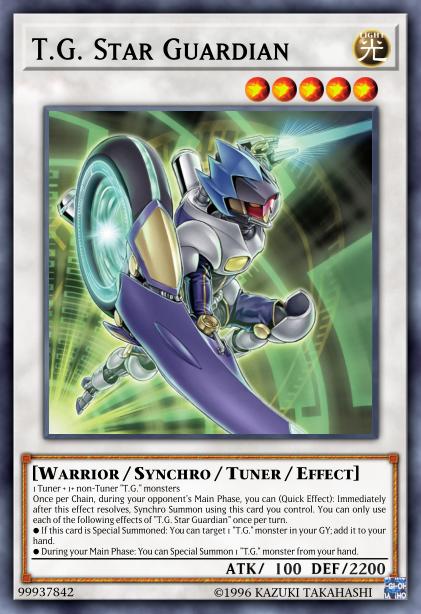 T.G. Star Guardian
LIGHT
光
[Warrior / Synchro / Tuner / Effect]
1 Tuner + 1+ non-Tuner "T.G." monsters
Once per Chain, during your opponent's Main Phase, you can (Quick Effect): Immediately
after this effect resolves, Synchro Summon using this card you control. You can only use
each of the following effects of "T.G. Star Guardian" once per turn.
● If this card is Special Summoned: You can target 1 "T.G." monster in your GY; add it to your
hand.
● During your Main Phase: You can Special Summon 1 "T.G." monster from your hand.
ATK/ 100 DEF/2200
99937842
©1996 KAZUKI TAKAHASHI